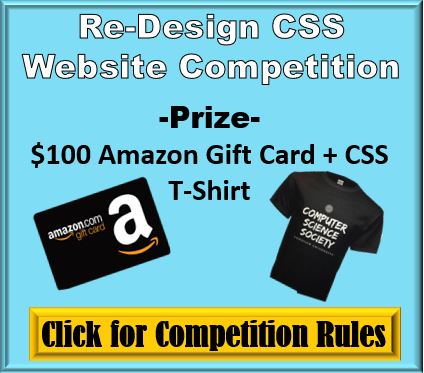 Re-Design CSS
Website Competition
-Prize-
$100 Amazon Gift Card + CSS
T-Shirt
amazon.com
gift card
a
COMPUTER
SCIENCE
SOCIETY
Click for Competition Rules